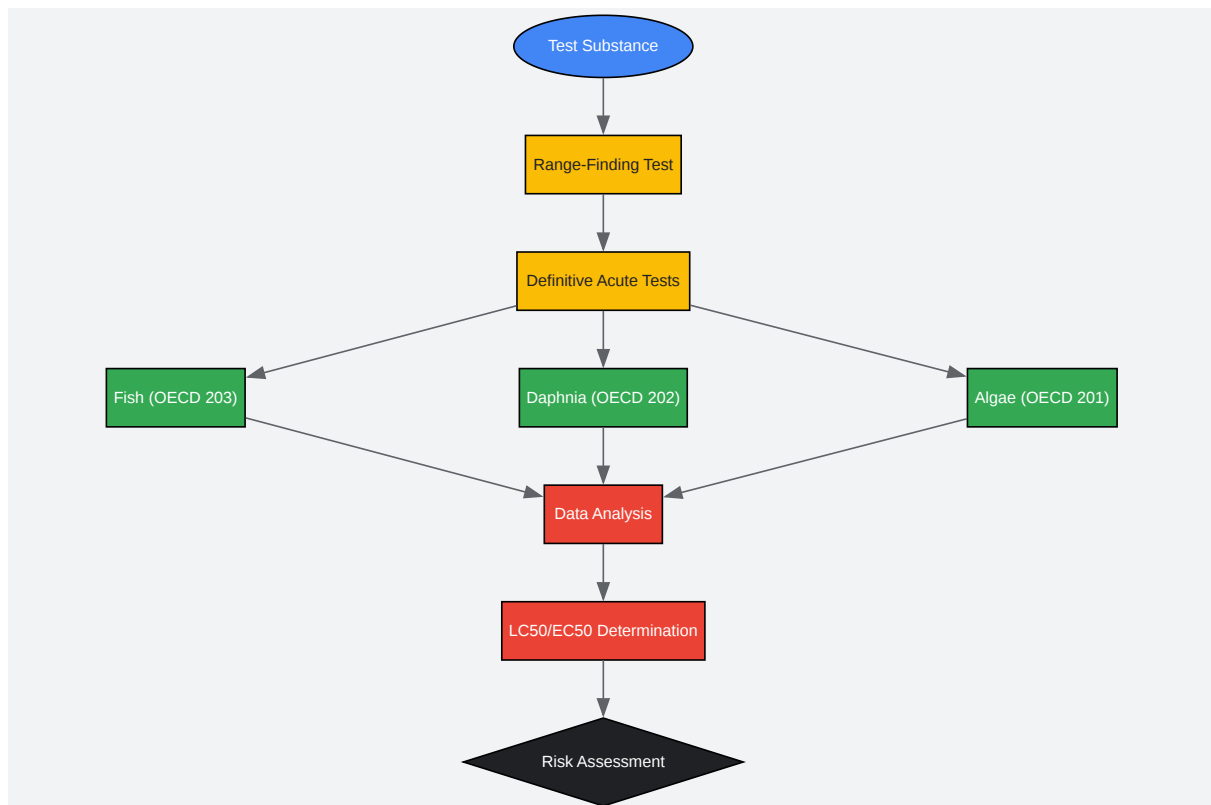 Test Substance
Range-Finding Test
Definitive Acute Tests
Fish (OECD 203)
Daphnia (OECD 202)
Algae (OECD 201)
Data Analysis
LC50/EC50 Determination
Risk Assessment